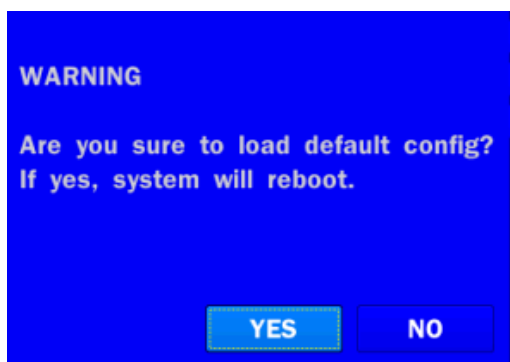 WARNING
Are you sure to load default config?
If yes, system will reboot.
YES NO